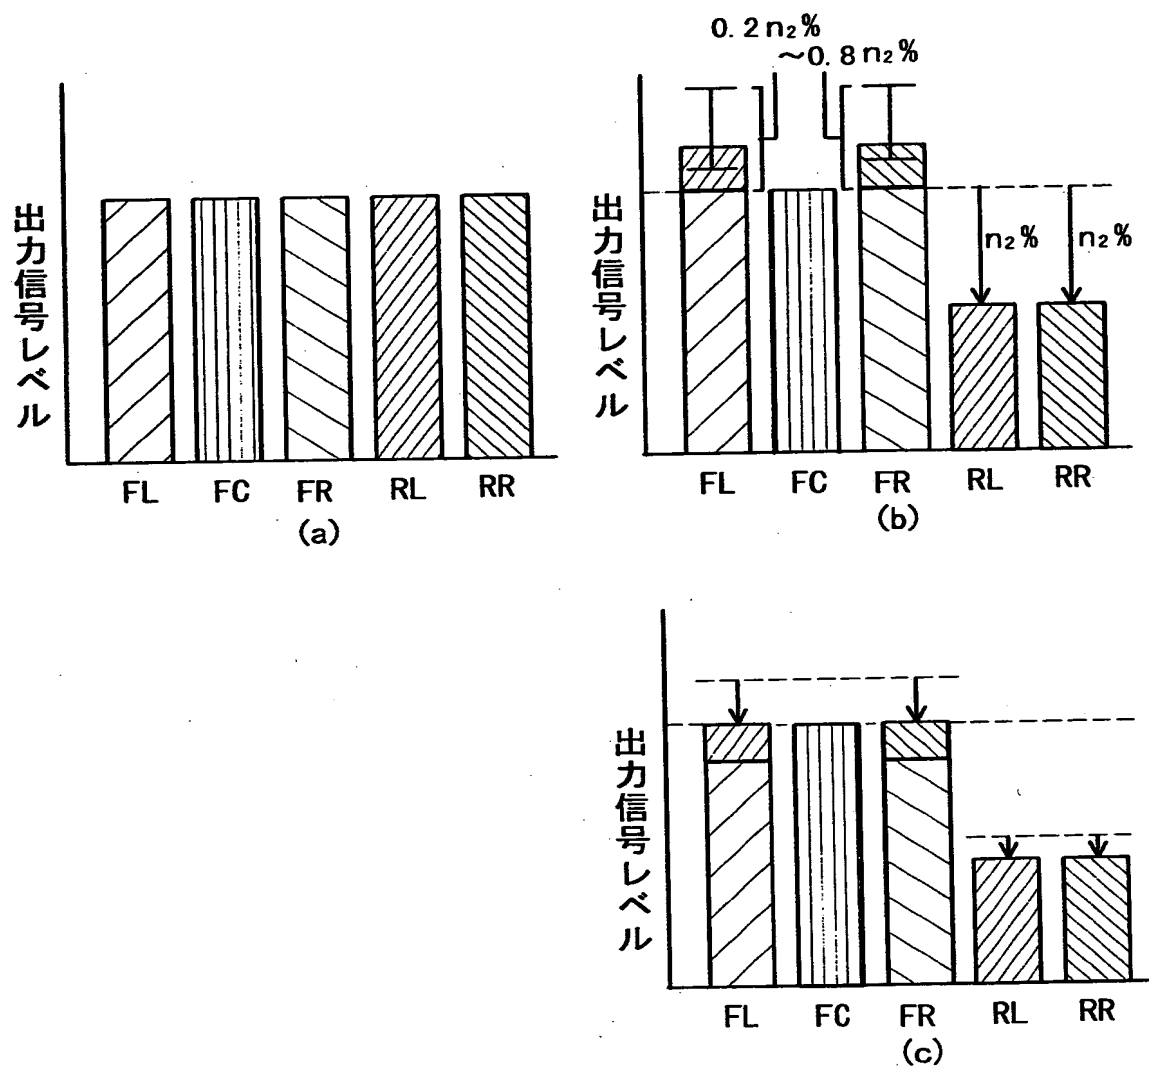 出力信号レベル
FL FC FR RL RR
(a)
0.2n₂%
～0.8n₂%
出力信号レベル
n₂% n₂%
FL FC FR RL RR
(b)
出力信号レベル
FL FC FR RL RR
(c)